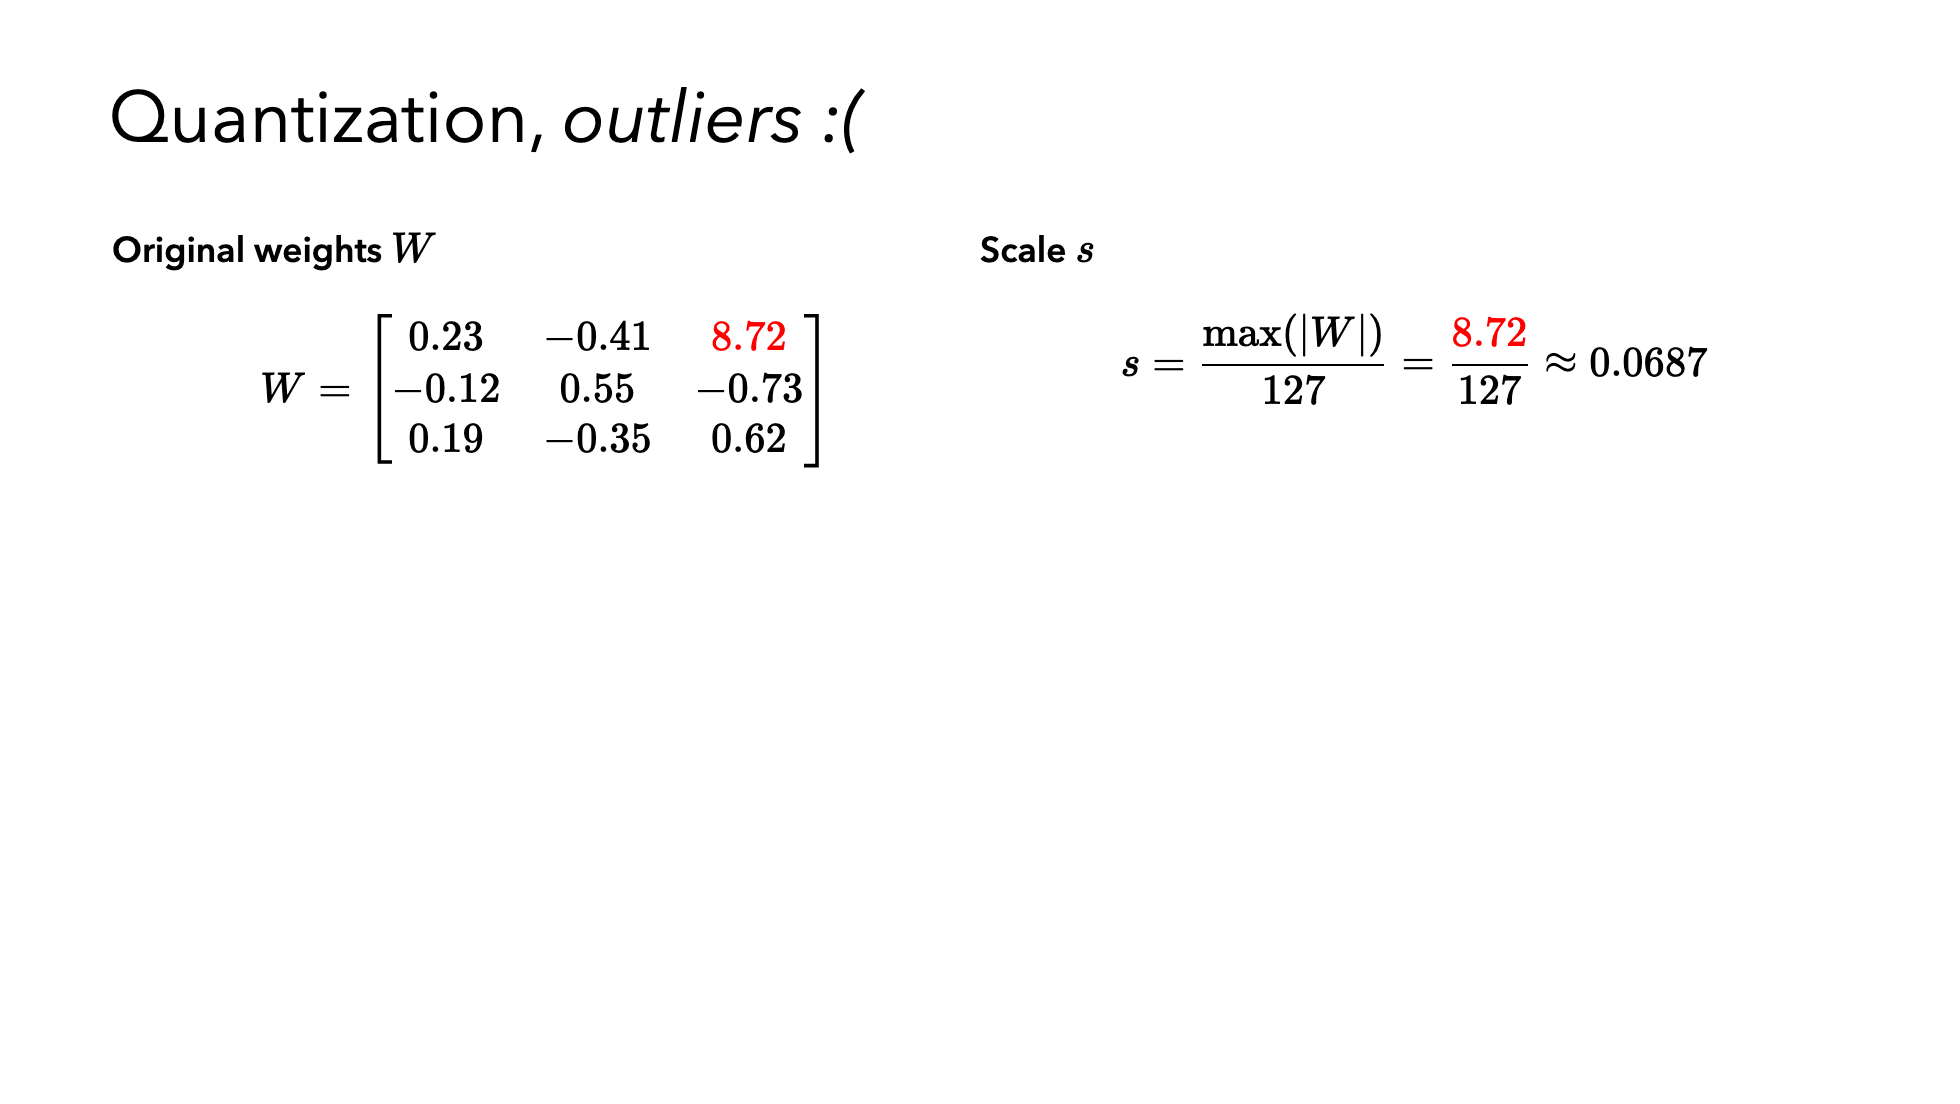 Quantization, outliers :(
Original weights W
W = [ 0.23 −0.41 8.72
−0.12 0.55 −0.73
0.19 −0.35 0.62 ]
Scale s
s = max(|W|) / 127 = 8.72 / 127 ≈ 0.0687